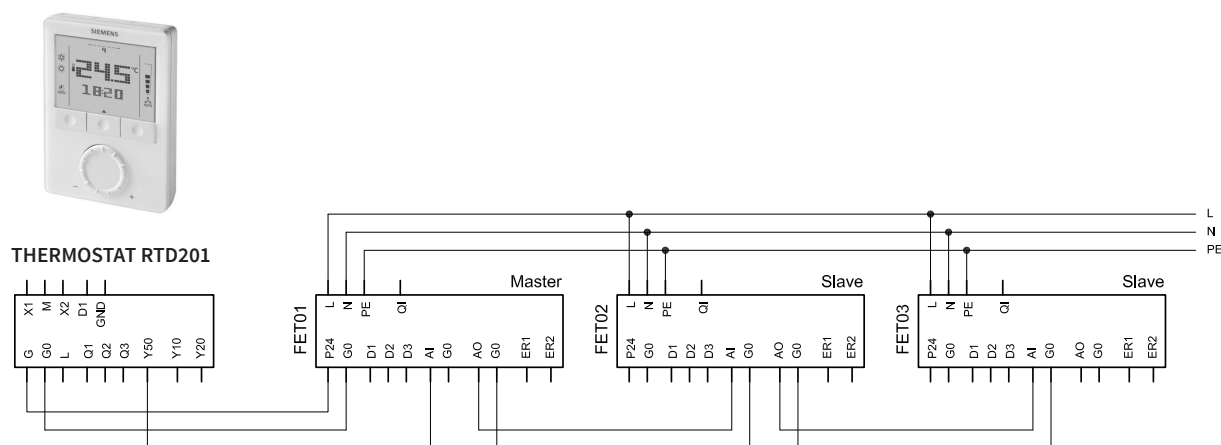 SIEMENS
24.5 °C
18:20
AUTO
AUTO
- +
THERMOSTAT RTD201
L
N
PE
X1 M X2 D1 GND
G G0 L Q1 Q2 Q3 Y50 Y10 Y20
FET01
Master
L N PE QI
P24 G0 D1 D2 D3 AI G0 AO G0 ER1 ER2
FET02
Slave
L N PE QI
P24 G0 D1 D2 D3 AI G0 AO G0 ER1 ER2
FET03
Slave
L N PE QI
P24 G0 D1 D2 D3 AI G0 AO G0 ER1 ER2